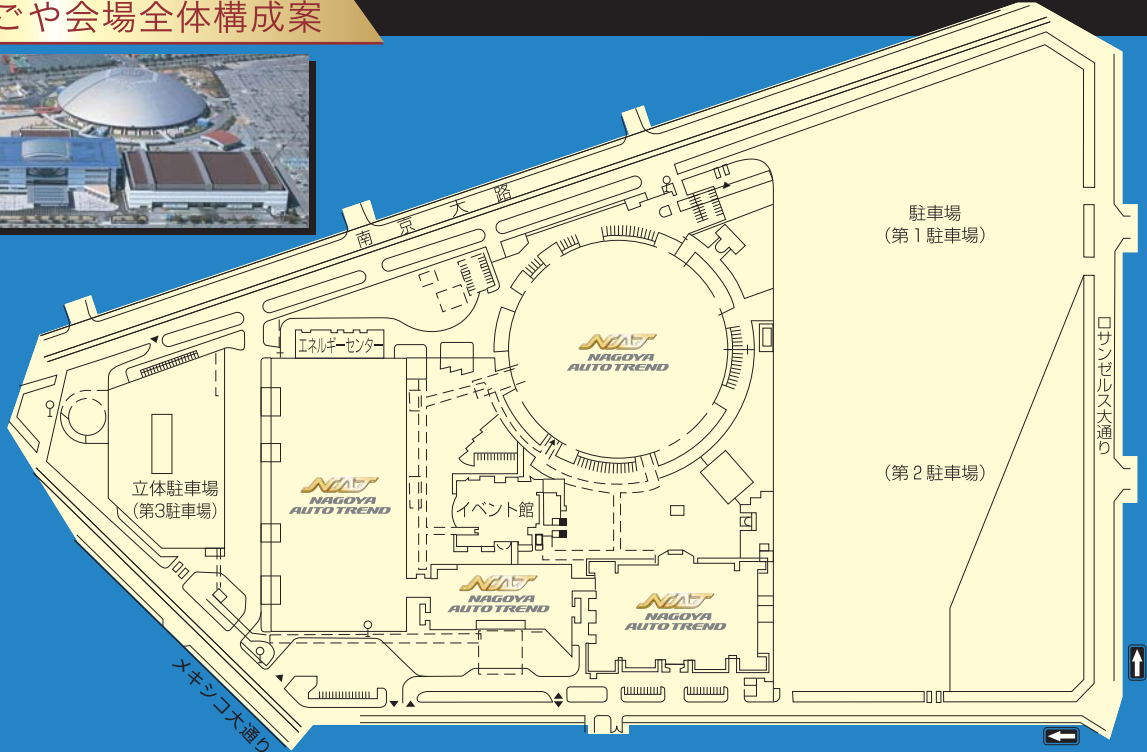 ごや会場全体構成案
南京大路
駐車場
(第1駐車場)
エネルギーセンター
NAT
NAGOYA
AUTO TREND
ロサンゼルス大通り
立体駐車場
(第3駐車場)
NAT
NAGOYA
AUTO TREND
イベント館
(第2駐車場)
NAT
NAGOYA
AUTO TREND
NAT
NAGOYA
AUTO TREND
メキシコ大通り